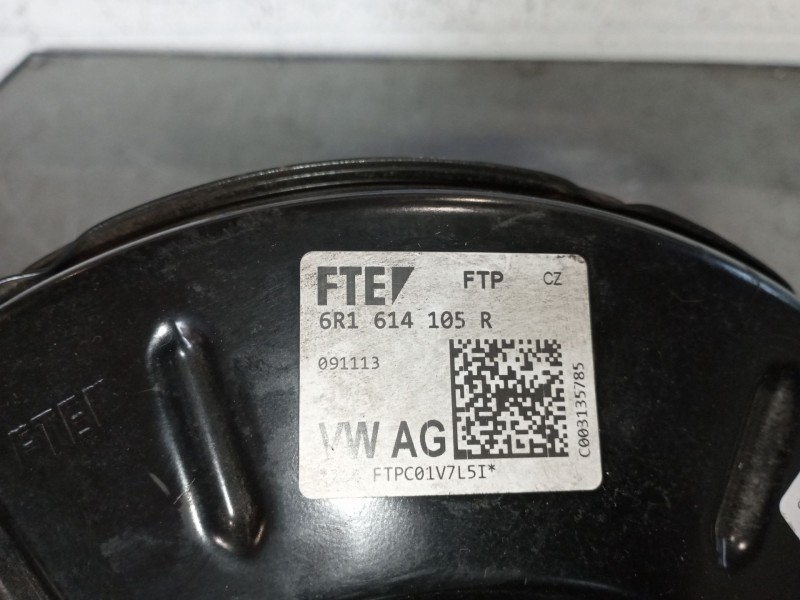 FTE FTP CZ
6R1 614 105 R
091113
C003135785
VW AG
* FTPC01V7L5I*
FTE